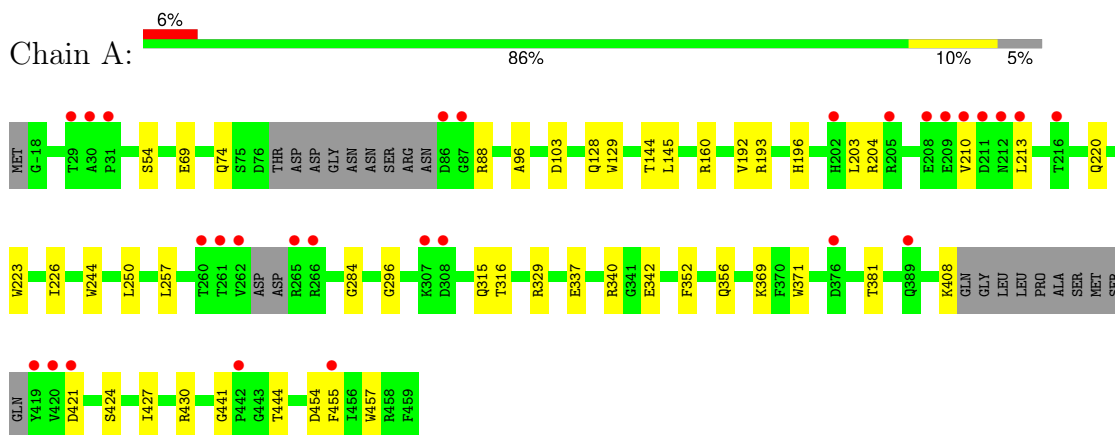 6%
Chain A:
86% 10% 5%
MET G-18 T29 A30 P31 S54 E69 Q74 S75 D76 THR ASP ASP GLY ASN ASN SER ARG ASN D86 G87 R88 A96 D103 Q128 W129 T144 L145 R160 V192 R193 H196 H202 L203 R204 R205 E208 E209 V210 D211 N212 L213 T216 Q220
W223 I226 W244 L250 L257 T260 T261 V262 ASP ASP R265 R266 G284 G296 K307 D308 Q315 T316 R329 E337 R340 G341 E342 F352 Q356 K369 F370 W371 D376 T381 Q389 K408 GLN GLY LEU LEU PRO ALA SER MET SER
GLN Y419 V420 D421 S424 I427 R430 G441 P442 G443 T444 D454 F455 I456 W457 R458 F459